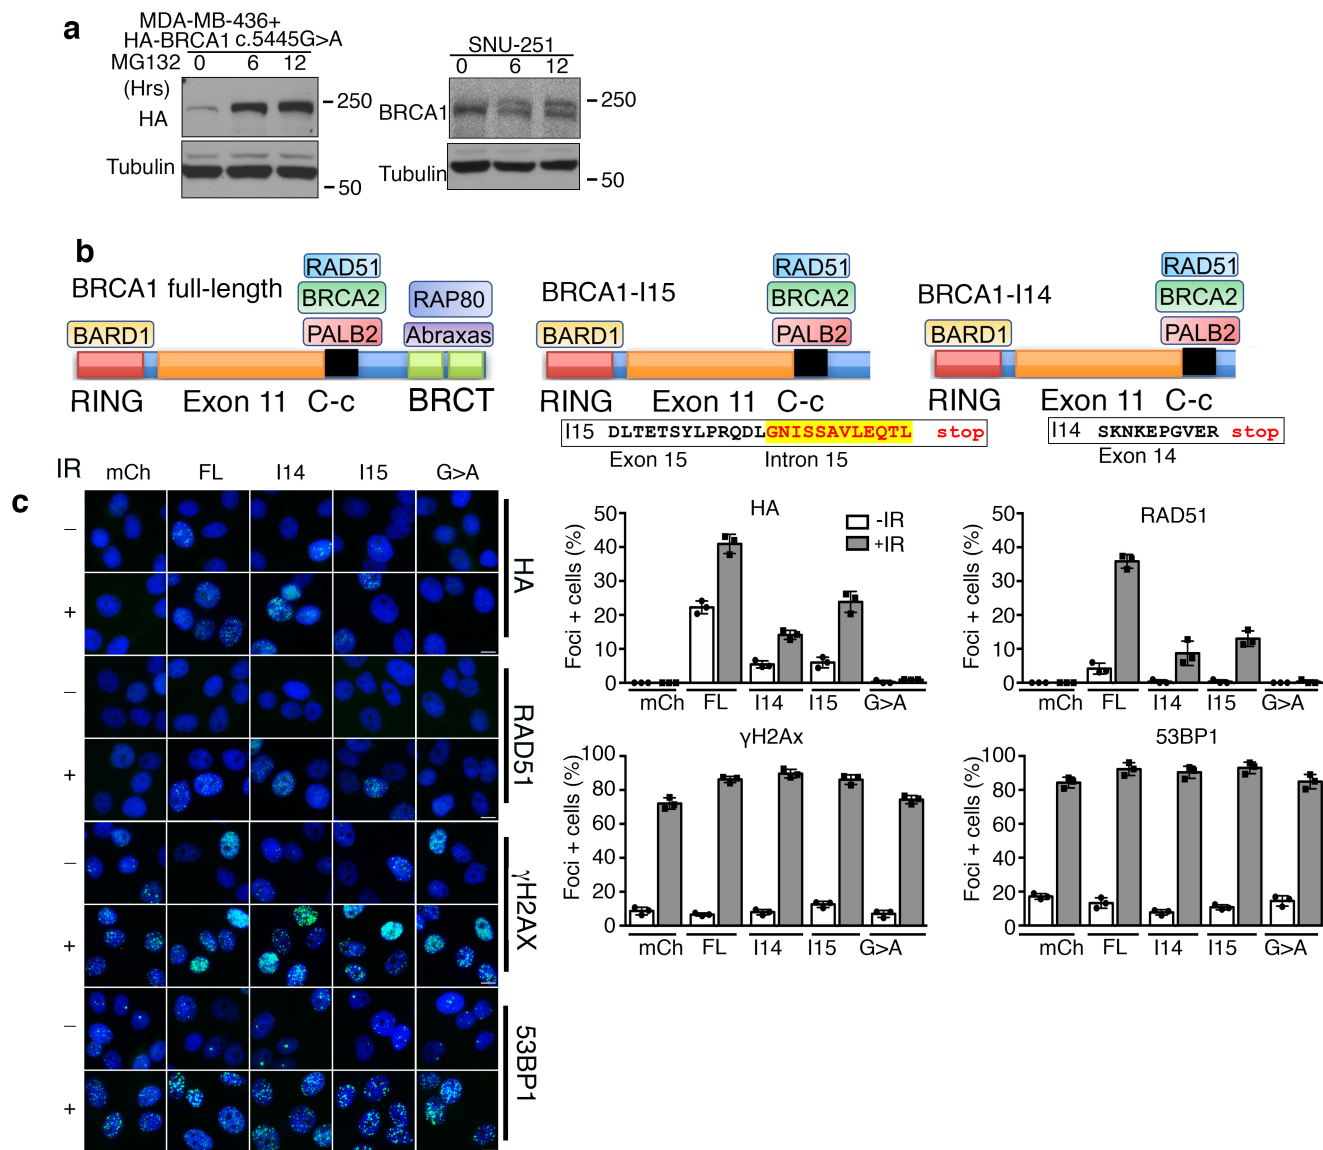 a
MDA-MB-436+
HA-BRCA1 c.5445G>A
MG132 0 6 12
(Hrs)
HA
250
Tubulin
50
SNU-251
0 6 12
BRCA1
250
Tubulin
50
b
BRCA1 full-length
RAD51
BRCA2
RAP80
BARD1
PALB2
Abraxas
RING Exon 11 C-c BRCT
BRCA1-I15
RAD51
BRCA2
BARD1
PALB2
RING Exon 11 C-c
I15 DLTETSYLPRQDLGNISSAVLEQTL stop
Exon 15 Intron 15
BRCA1-I14
RAD51
BRCA2
BARD1
PALB2
RING Exon 11 C-c
I14 SKNKEPGVER stop
Exon 14
c
IR mCh FL I14 I15 G>A
–
+
HA
–
+
RAD51
–
+
γH2AX
–
+
53BP1
HA
-IR
+IR
Foci + cells (%)
50
40
30
20
10
0
mCh FL I14 I15 G>A
RAD51
Foci + cells (%)
50
40
30
20
10
0
mCh FL I14 I15 G>A
γH2Ax
Foci + cells (%)
100
80
60
40
20
0
mCh FL I14 I15 G>A
53BP1
Foci + cells (%)
100
80
60
40
20
0
mCh FL I14 I15 G>A